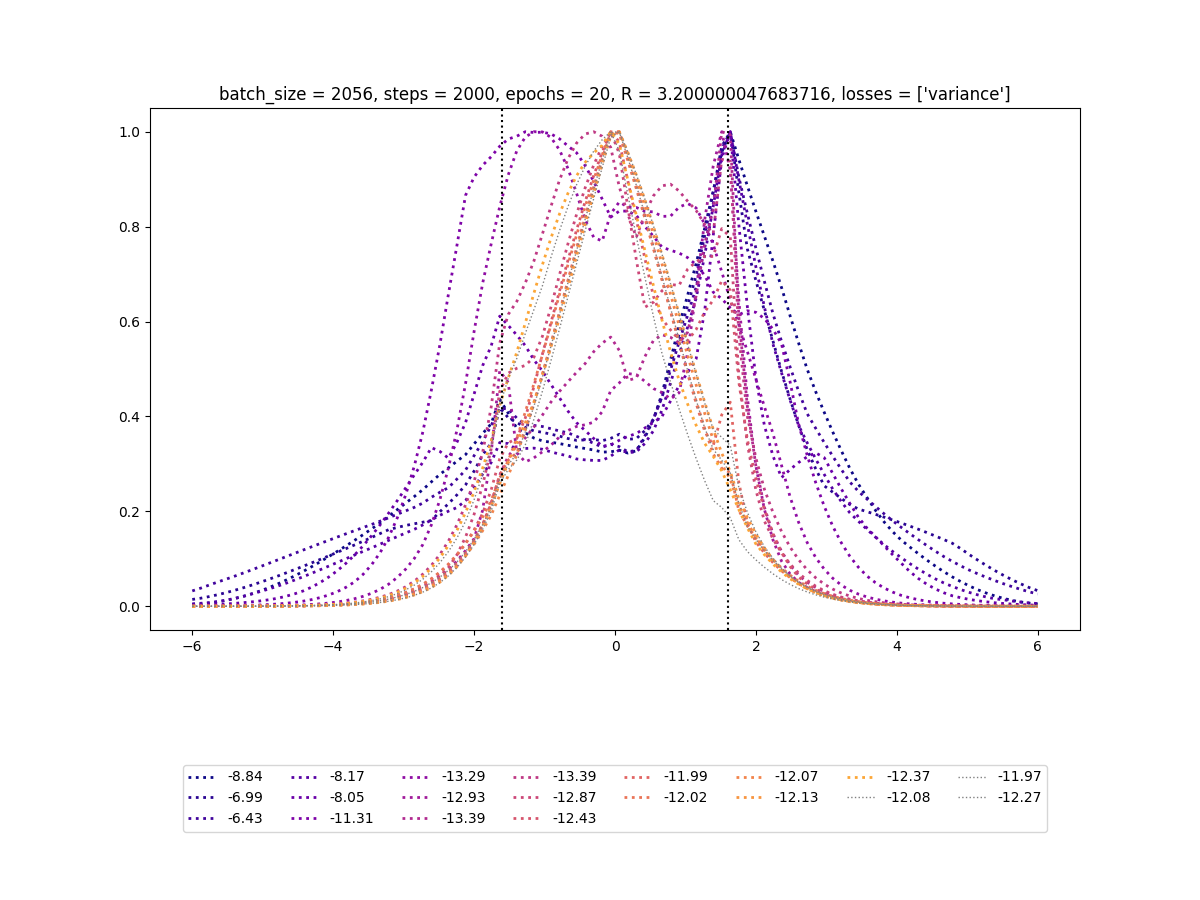 batch_size = 2056, steps = 2000, epochs = 20, R = 3.200000047683716, losses = ['variance']
1.0
0.8
0.6
0.4
0.2
0.0
−6 −4 −2 0 2 4 6
-8.84 -8.17 -13.29 -13.39 -11.99 -12.07 -12.37 -11.97
-6.99 -8.05 -12.93 -12.87 -12.02 -12.13 -12.08 -12.27
-6.43 -11.31 -13.39 -12.43